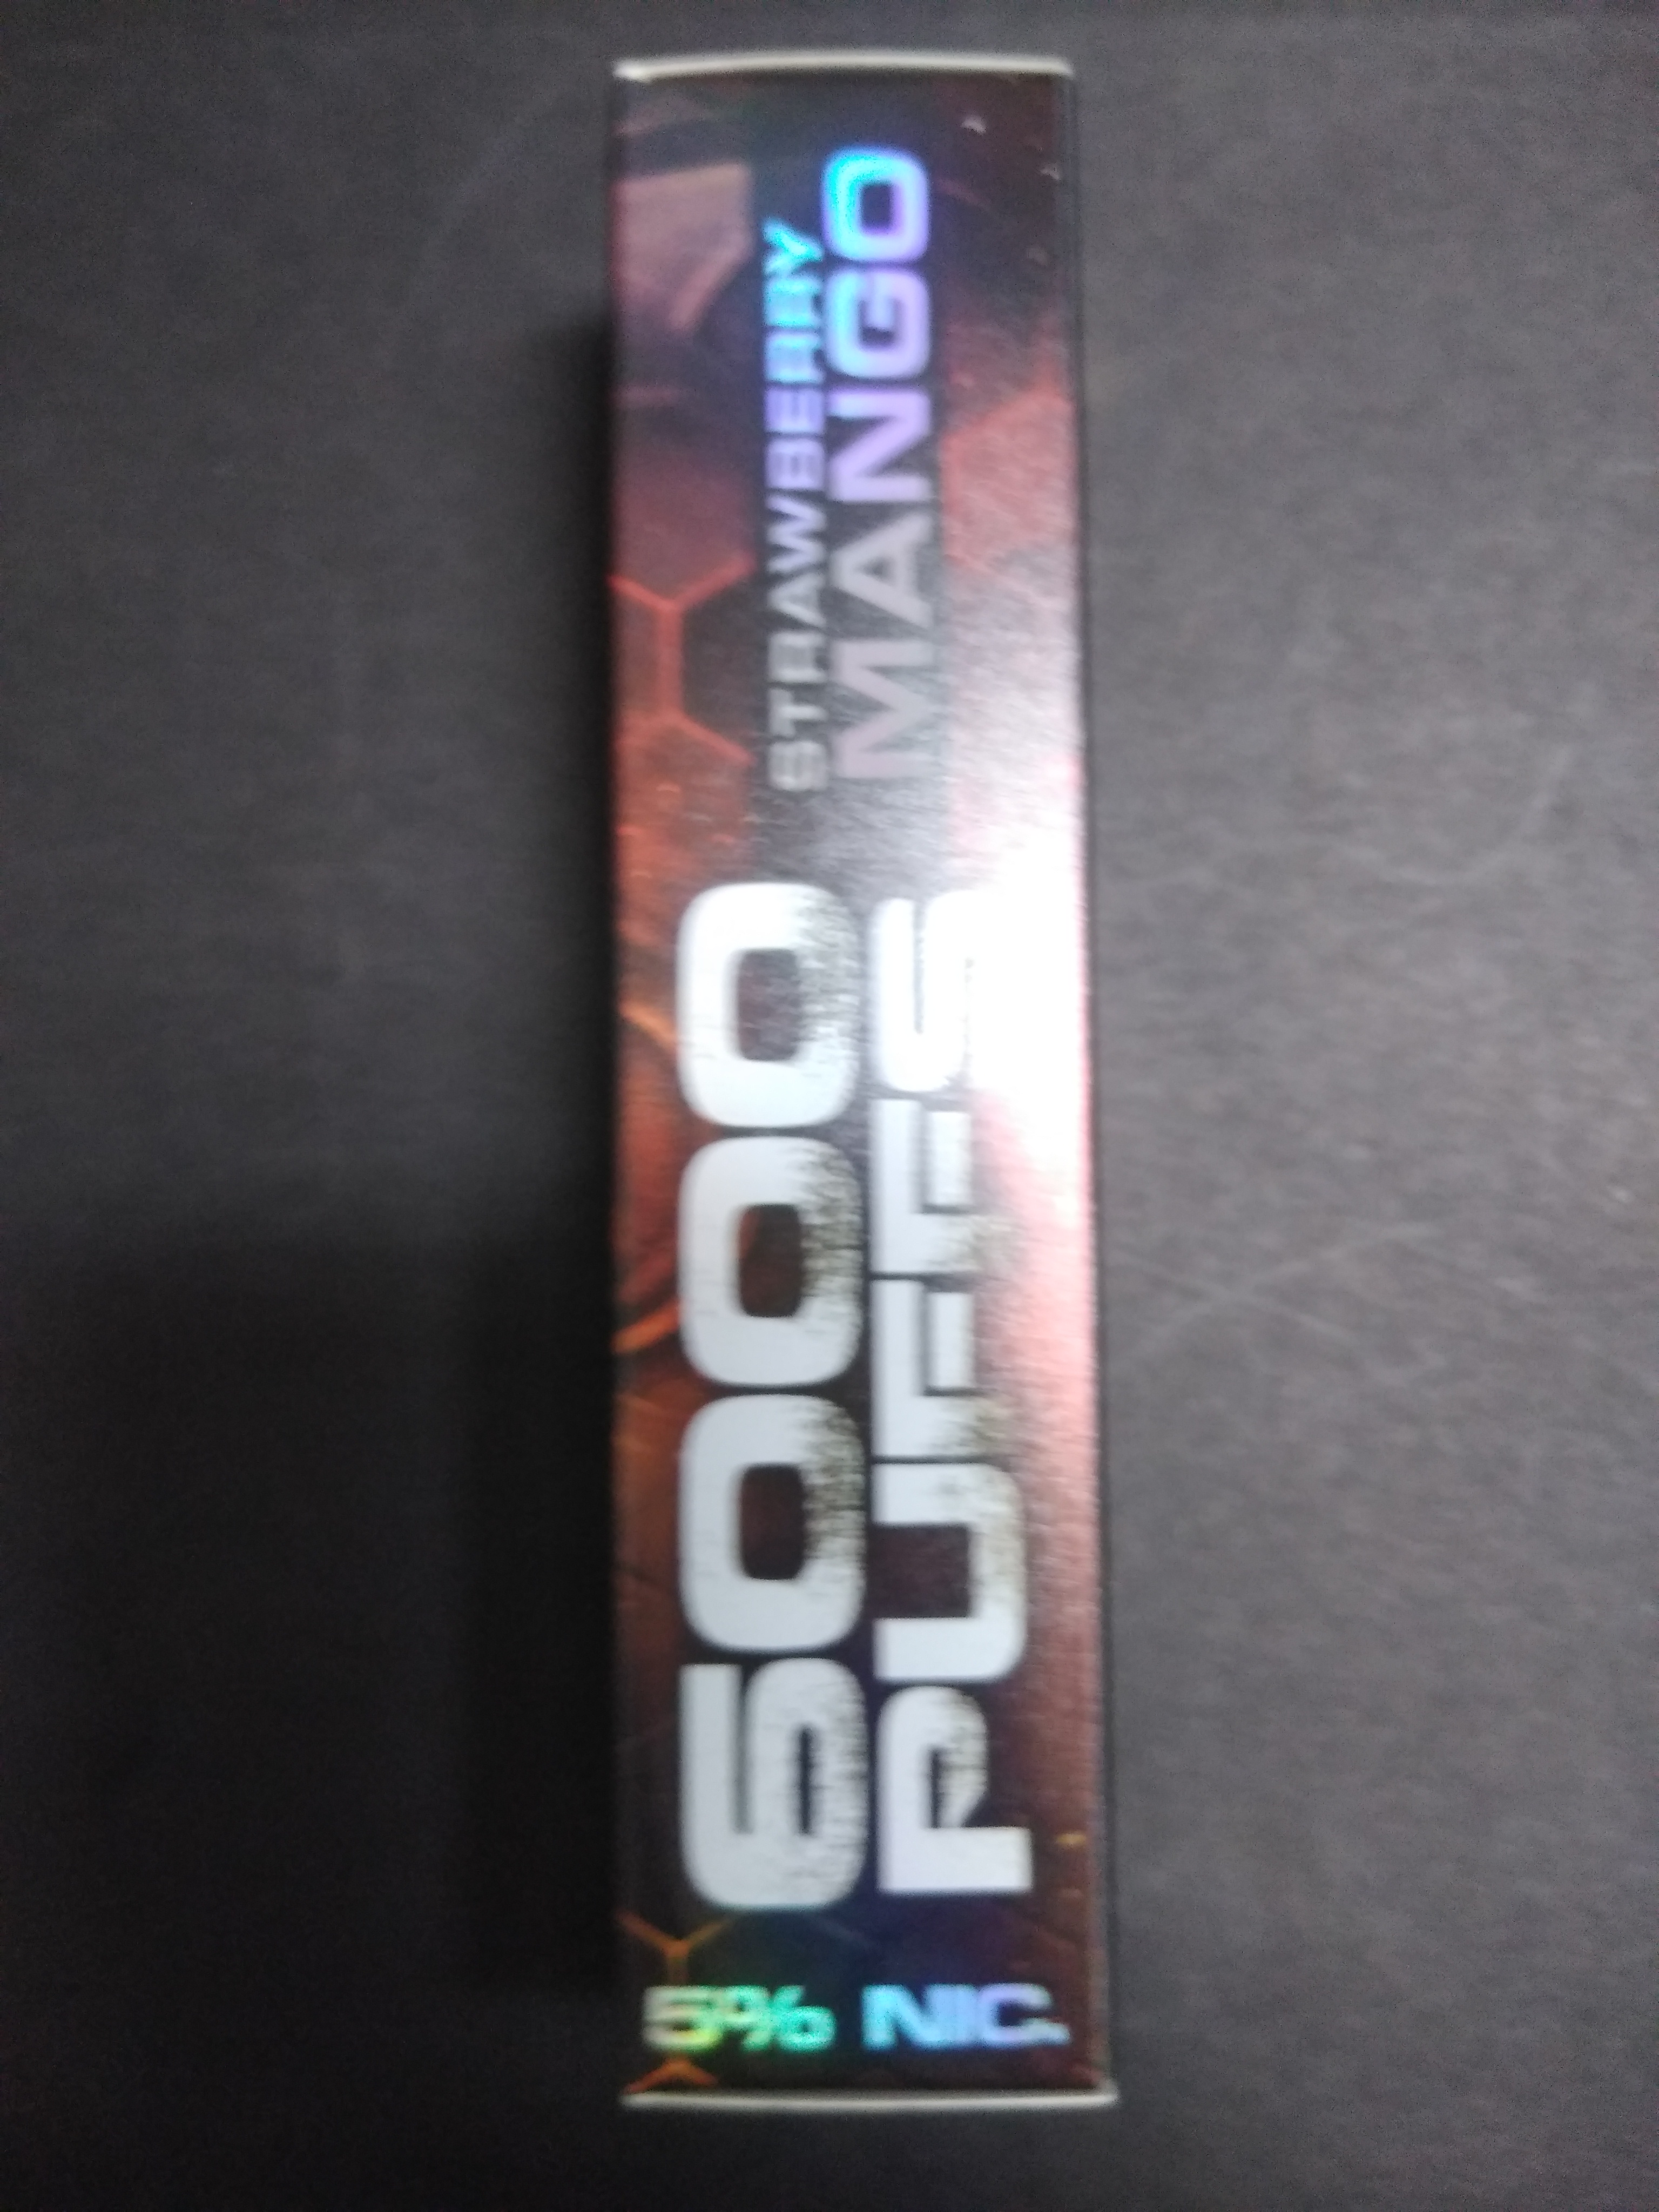 5% NIC.
6000
PUFFS
STRAWBERRY
MANGO